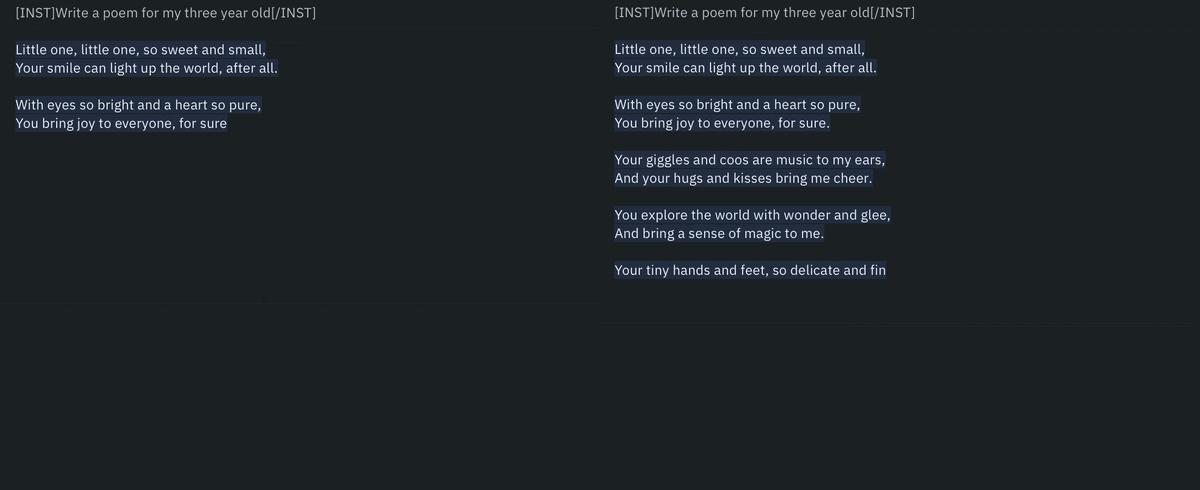 [INST]Write a poem for my three year old[/INST]
Little one, little one, so sweet and small,
Your smile can light up the world, after all.
With eyes so bright and a heart so pure,
You bring joy to everyone, for sure
[INST]Write a poem for my three year old[/INST]
Little one, little one, so sweet and small,
Your smile can light up the world, after all.
With eyes so bright and a heart so pure,
You bring joy to everyone, for sure.
Your giggles and coos are music to my ears,
And your hugs and kisses bring me cheer.
You explore the world with wonder and glee,
And bring a sense of magic to me.
Your tiny hands and feet, so delicate and fin